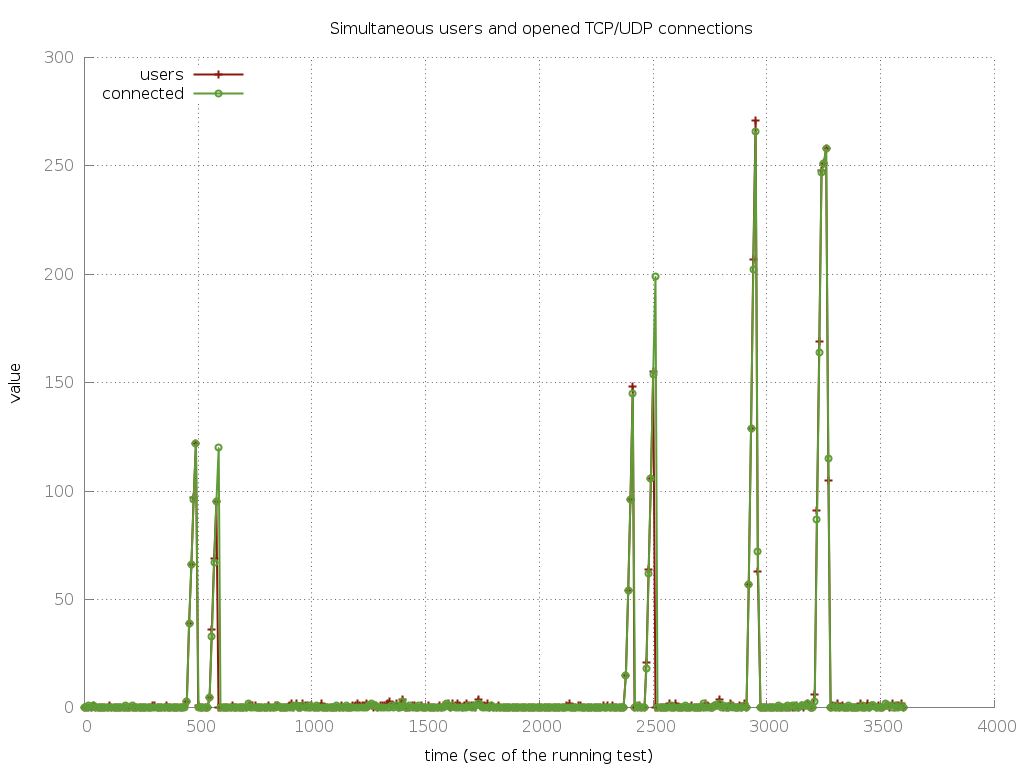 Simultaneous users and opened TCP/UDP connections
300
users
connected
250
200
value
150
100
50
0
0 500 1000 1500 2000 2500 3000 3500 4000
time (sec of the running test)